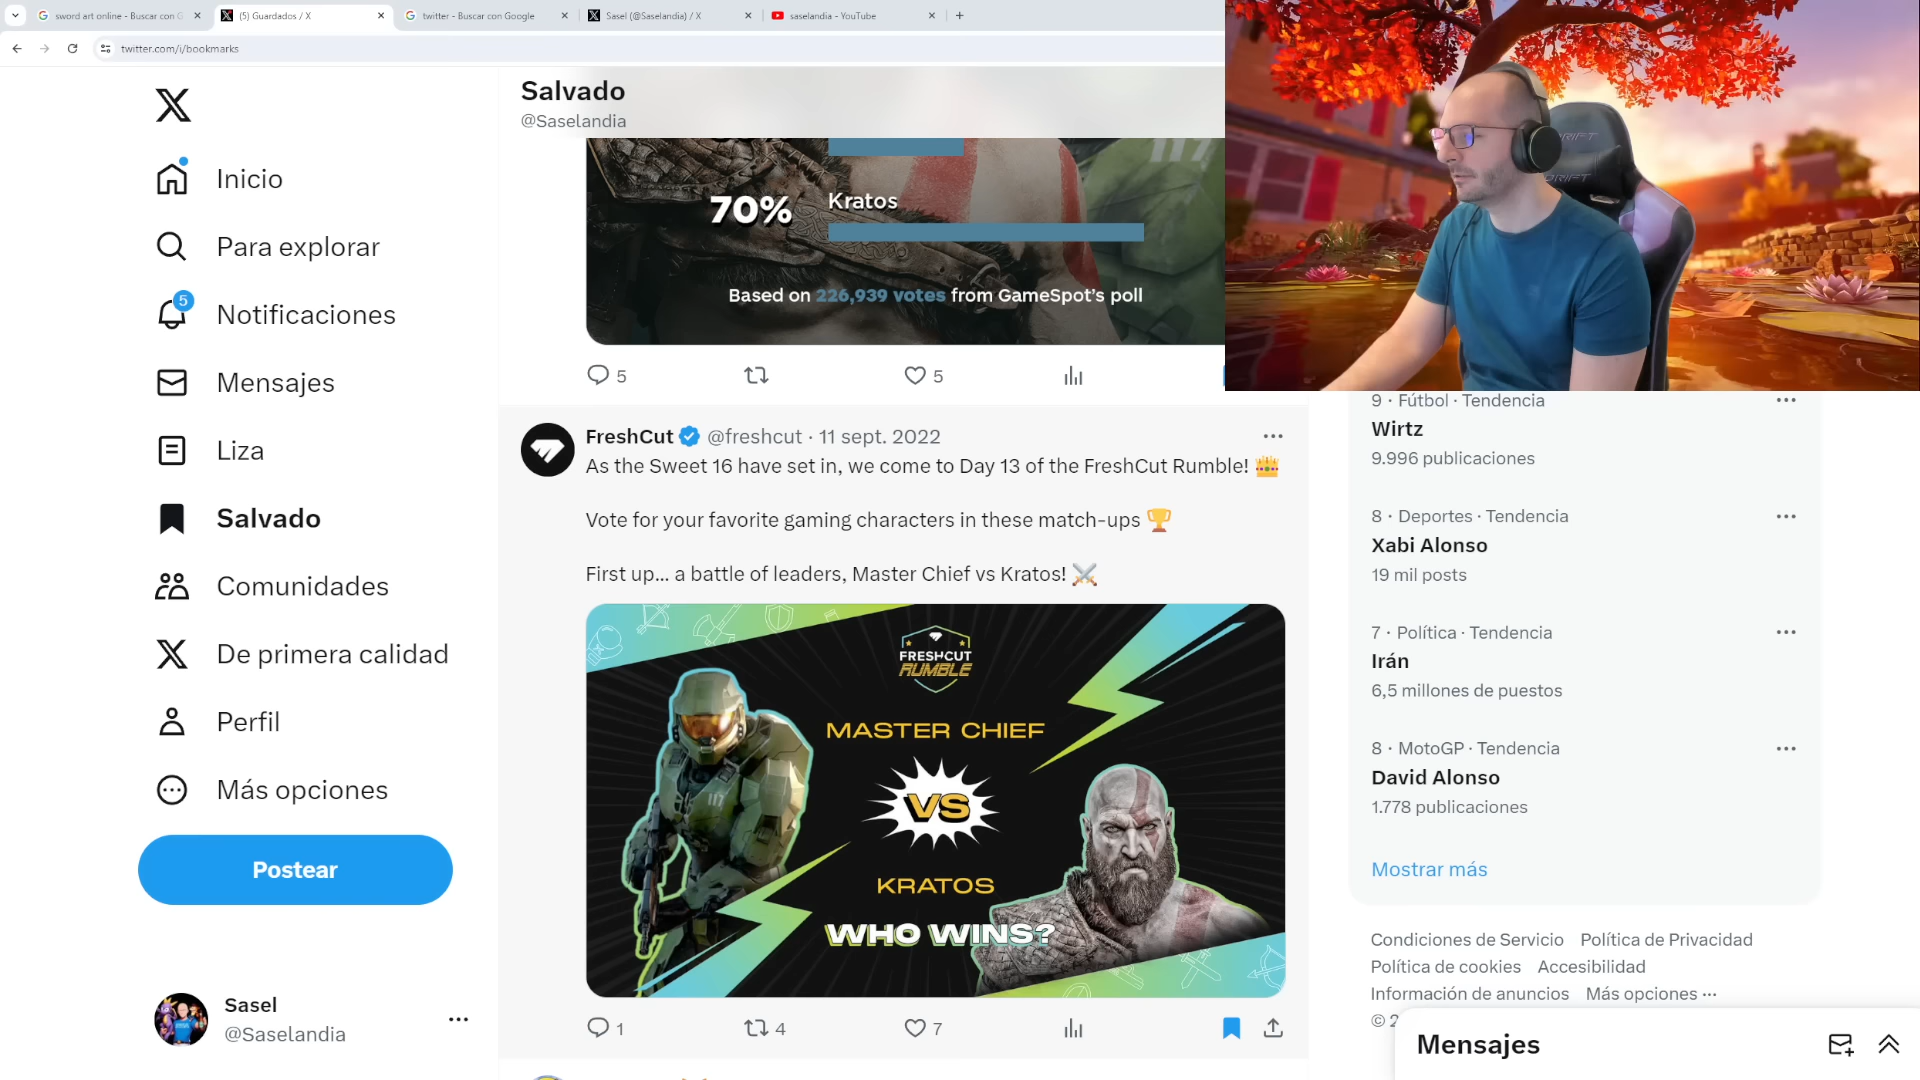 sword art online - Buscar con G
(5) Guardados / X
twitter - Buscar con Google
Sasel (@Saselandia) / X
saselandia - YouTube
twitter.com/i/bookmarks
Salvado
@Saselandia
Inicio
Para explorar
5
Notificaciones
Mensajes
Liza
Salvado
Comunidades
De primera calidad
Perfil
Más opciones
Postear
Sasel
@Saselandia
117
70%
Kratos
Based on 226,939 votes from GameSpot's poll
5
5
FreshCut @freshcut · 11 sept. 2022
As the Sweet 16 have set in, we come to Day 13 of the FreshCut Rumble! 👑
Vote for your favorite gaming characters in these match-ups 🏆
First up... a battle of leaders, Master Chief vs Kratos! ⚔️
FRESHCUT
RUMBLE
MASTER CHIEF
117
VS
KRATOS
WHO WINS?
1
4
7
DRIFT
DRIFT
9 · Fútbol · Tendencia
Wirtz
9.996 publicaciones
8 · Deportes · Tendencia
Xabi Alonso
19 mil posts
7 · Política · Tendencia
Irán
6,5 millones de puestos
8 · MotoGP · Tendencia
David Alonso
1.778 publicaciones
Mostrar más
Condiciones de Servicio Política de Privacidad
Política de cookies Accesibilidad
Información de anuncios Más opciones ···
© 2
Mensajes